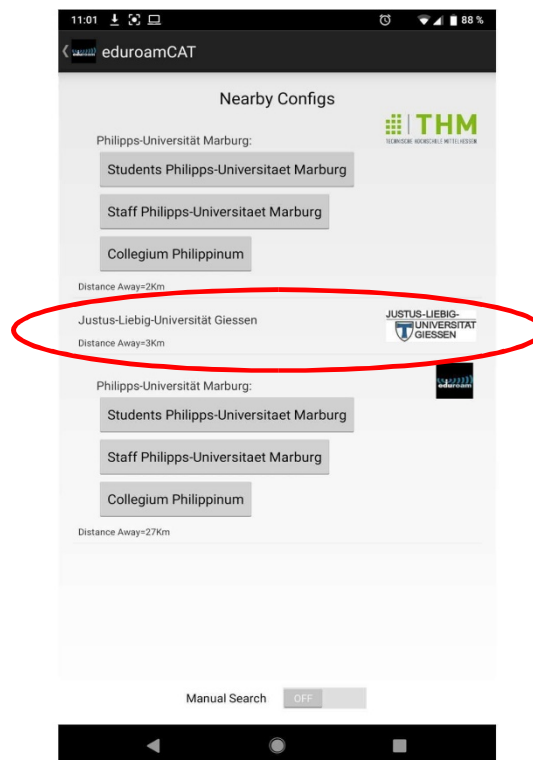 11:01
88 %
eduroam
eduroamCAT
Nearby Configs
THM
TECHNISCHE HOCHSCHULE MITTELHESSEN
Philipps-Universität Marburg:
Students Philipps-Universitaet Marburg
Staff Philipps-Universitaet Marburg
Collegium Philippinum
Distance Away=2Km
Justus-Liebig-Universität Giessen
JUSTUS-LIEBIG-
UNIVERSITÄT
GIESSEN
Distance Away=3Km
Philipps-Universität Marburg:
eduroam
Students Philipps-Universitaet Marburg
Staff Philipps-Universitaet Marburg
Collegium Philippinum
Distance Away=27Km
Manual Search
OFF